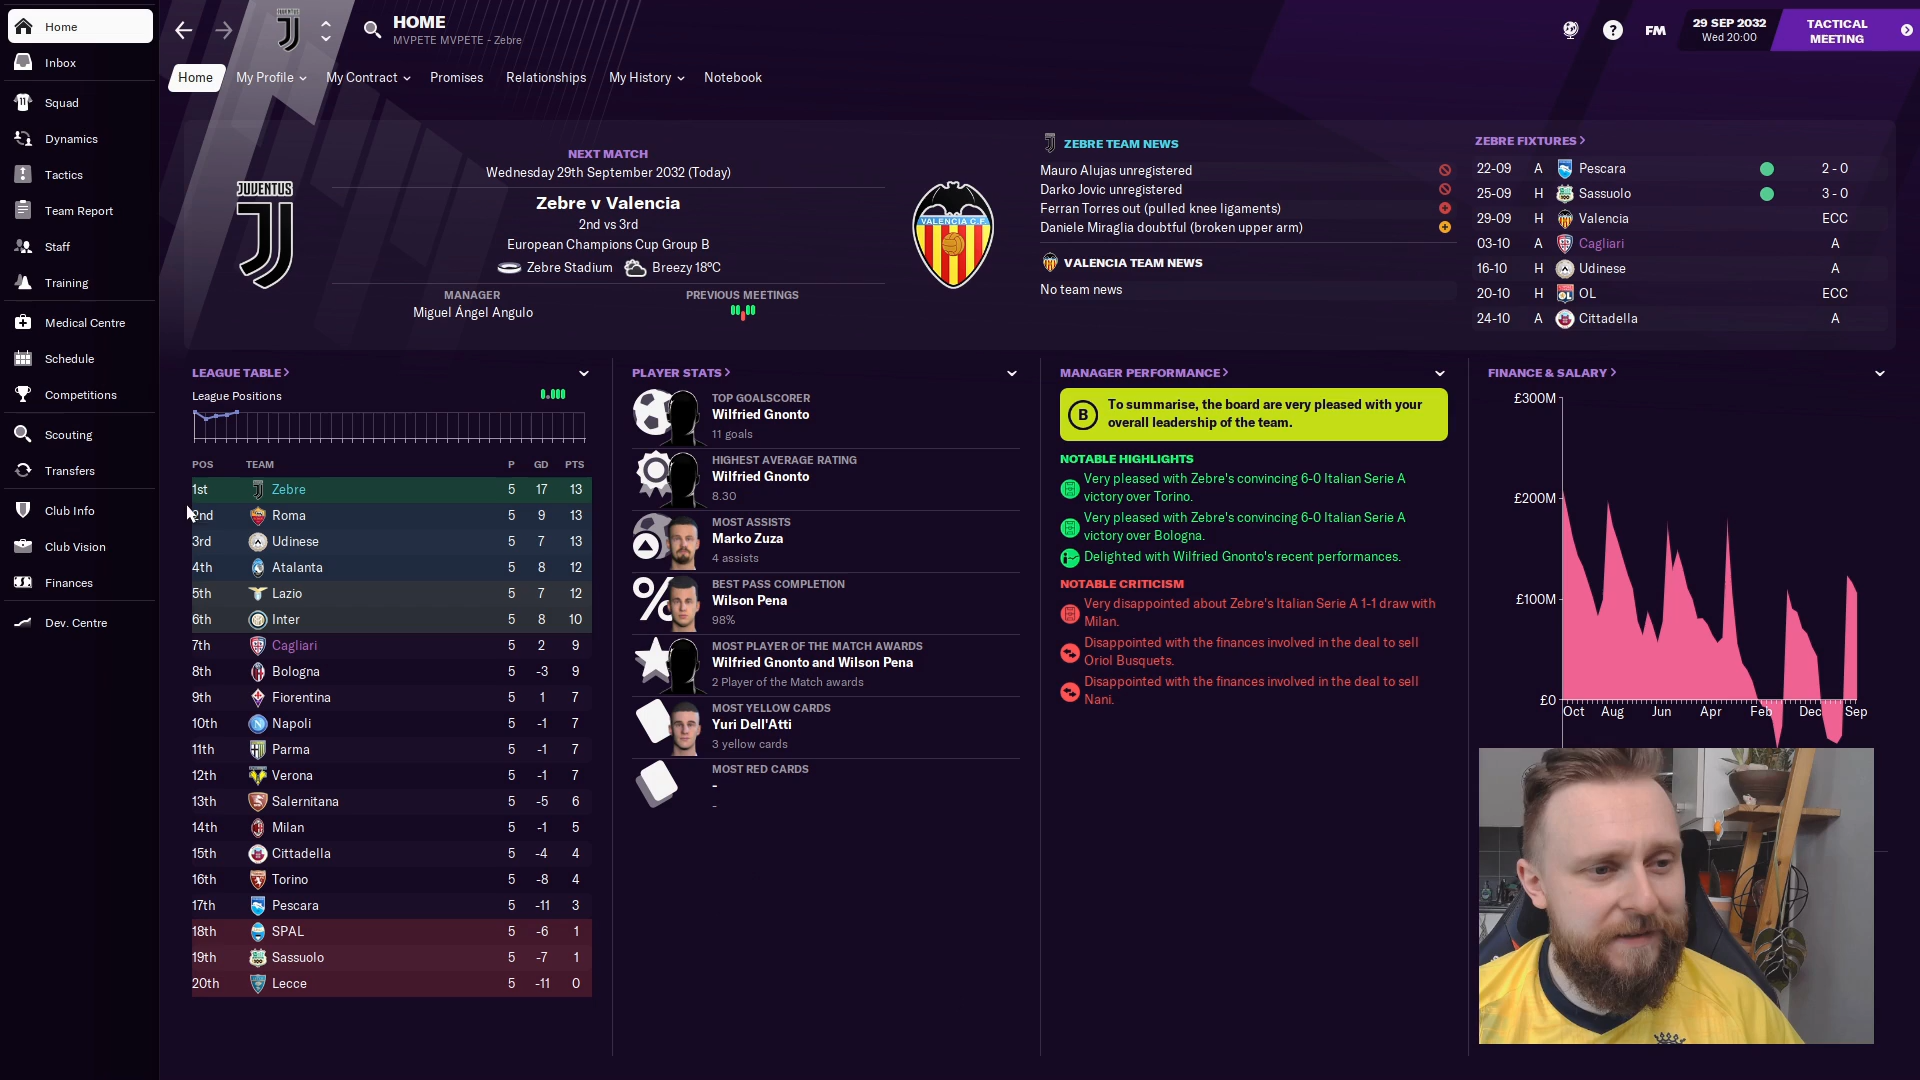 Home
Inbox
Squad
Dynamics
Tactics
Team Report
Staff
Training
Medical Centre
Schedule
Competitions
Scouting
Transfers
Club Info
Club Vision
Finances
Dev. Centre
HOME
MVPETE MVPETE - Zebre
FM
29 SEP 2032
Wed 20:00
TACTICAL
MEETING
Home My Profile My Contract Promises Relationships My History Notebook
JUVENTUS
NEXT MATCH
Wednesday 29th September 2032 (Today)
Zebre v Valencia
2nd vs 3rd
European Champions Cup Group B
Zebre Stadium Breezy 18ºC
MANAGER
Miguel Ángel Angulo
PREVIOUS MEETINGS
VALENCIA C.F
ZEBRE TEAM NEWS
Mauro Alujas unregistered
Darko Jovic unregistered
Ferran Torres out (pulled knee ligaments)
Daniele Miraglia doubtful (broken upper arm)
VALENCIA TEAM NEWS
No team news
ZEBRE FIXTURES
22-09 A Pescara 2 - 0
25-09 H Sassuolo 3 - 0
29-09 H Valencia ECC
03-10 A Cagliari A
16-10 H Udinese A
20-10 H OL ECC
24-10 A Cittadella A
LEAGUE TABLE
League Positions
POS TEAM P GD PTS
1st Zebre 5 17 13
2nd Roma 5 9 13
3rd Udinese 5 7 13
4th Atalanta 5 8 12
5th Lazio 5 7 12
6th Inter 5 8 10
7th Cagliari 5 2 9
8th Bologna 5 -3 9
9th Fiorentina 5 1 7
10th Napoli 5 -1 7
11th Parma 5 -1 7
12th Verona 5 -1 7
13th Salernitana 5 -5 6
14th Milan 5 -1 5
15th Cittadella 5 -4 4
16th Torino 5 -8 4
17th Pescara 5 -11 3
18th SPAL 5 -6 1
19th Sassuolo 5 -7 1
20th Lecce 5 -11 0
PLAYER STATS
TOP GOALSCORER
Wilfried Gnonto
11 goals
HIGHEST AVERAGE RATING
Wilfried Gnonto
8.30
MOST ASSISTS
Marko Zuza
4 assists
BEST PASS COMPLETION
Wilson Pena
98%
MOST PLAYER OF THE MATCH AWARDS
Wilfried Gnonto and Wilson Pena
2 Player of the Match awards
MOST YELLOW CARDS
Yuri Dell'Atti
3 yellow cards
MOST RED CARDS
-
-
MANAGER PERFORMANCE
B
To summarise, the board are very pleased with your
overall leadership of the team.
NOTABLE HIGHLIGHTS
Very pleased with Zebre's convincing 6-0 Italian Serie A
victory over Torino.
Very pleased with Zebre's convincing 6-0 Italian Serie A
victory over Bologna.
Delighted with Wilfried Gnonto's recent performances.
NOTABLE CRITICISM
Very disappointed about Zebre's Italian Serie A 1-1 draw with
Milan.
Disappointed with the finances involved in the deal to sell
Oriol Busquets.
Disappointed with the finances involved in the deal to sell
Nani.
FINANCE & SALARY
£300M
£200M
£100M
£0
Oct Aug Jun Apr Feb Dec Sep